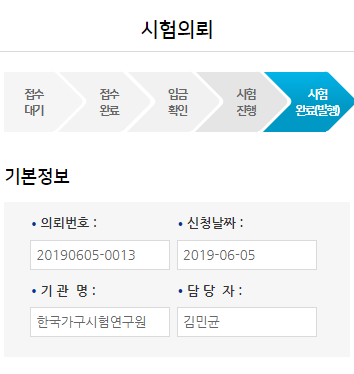 시험의뢰
접수 접수 입금 시험 시험
대기 완료 확인 진행 완료(발행)
기본정보
• 의뢰번호 : • 신청날짜 :
20190605-0013 2019-06-05
• 기 관 명 : • 담 당 자 :
한국가구시험연구원 김민균